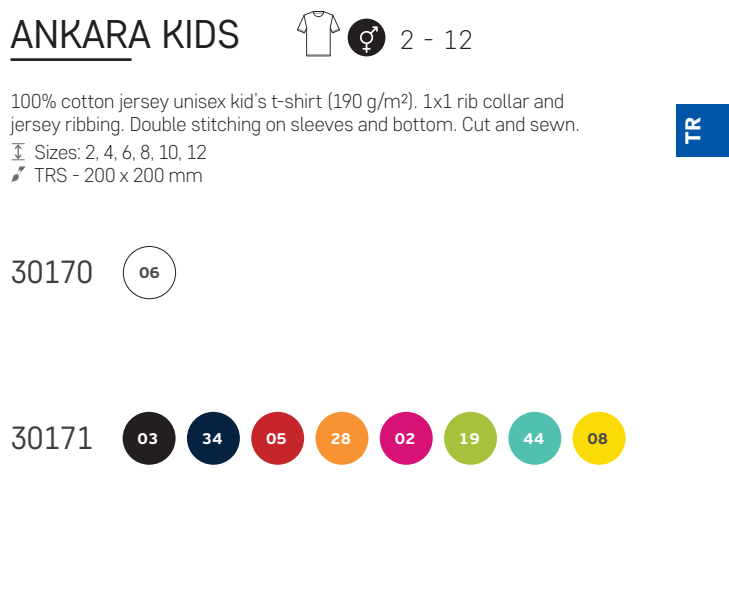 ANKARA KIDS
2 - 12
100% cotton jersey unisex kid's t-shirt (190 g/m²). 1x1 rib collar and
jersey ribbing. Double stitching on sleeves and bottom. Cut and sewn.
Sizes: 2, 4, 6, 8, 10, 12
TRS - 200 x 200 mm
TR
30170 06
30171 03 34 05 28 02 19 44 08